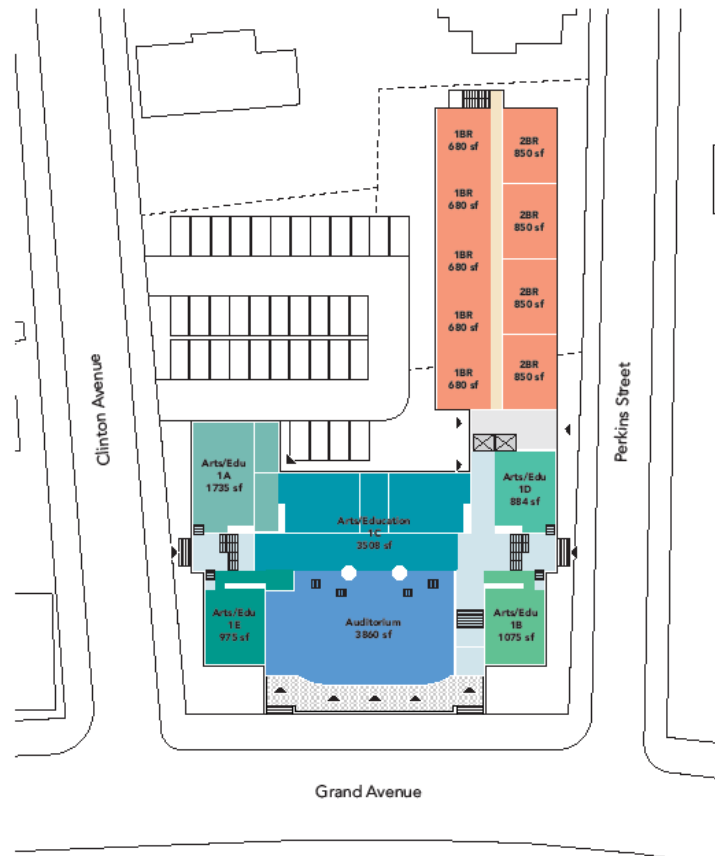 1BR
680 sf
2BR
850 sf
1BR
680 sf
2BR
850 sf
1BR
680 sf
2BR
850 sf
1BR
680 sf
1BR
680 sf
2BR
850 sf
Clinton Avenue
Perkins Street
Arts/Edu
1A
1735 sf
Arts/Edu
1D
884 sf
Arts/Education
1C
3508 sf
Arts/Edu
1E
975 sf
Auditorium
3860 sf
Arts/Edu
1B
1075 sf
Grand Avenue